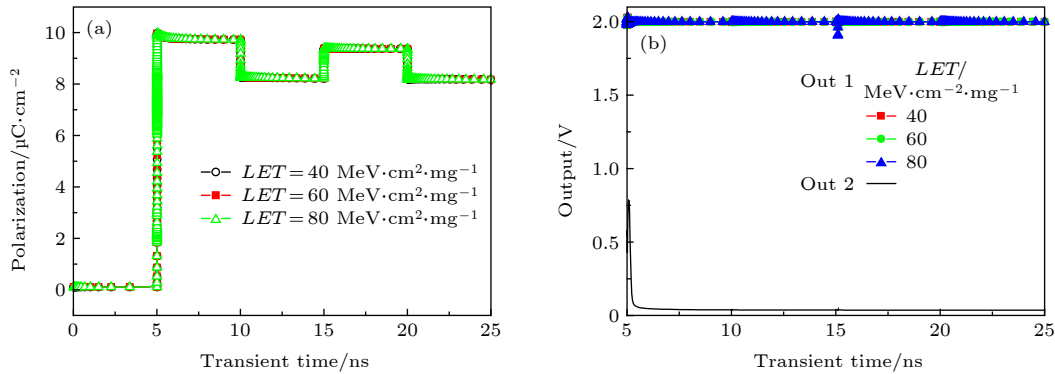 (a)
Polarization/μC·cm⁻²
10
8
6
4
2
0
LET=40 MeV·cm²·mg⁻¹
LET=60 MeV·cm²·mg⁻¹
LET=80 MeV·cm²·mg⁻¹
0 5 10 15 20 25
Transient time/ns
(b)
Output/V
2.0
1.5
1.0
0.5
0
Out 1
LET/
MeV·cm⁻²·mg⁻¹
40
60
80
Out 2
5 10 15 20 25
Transient time/ns